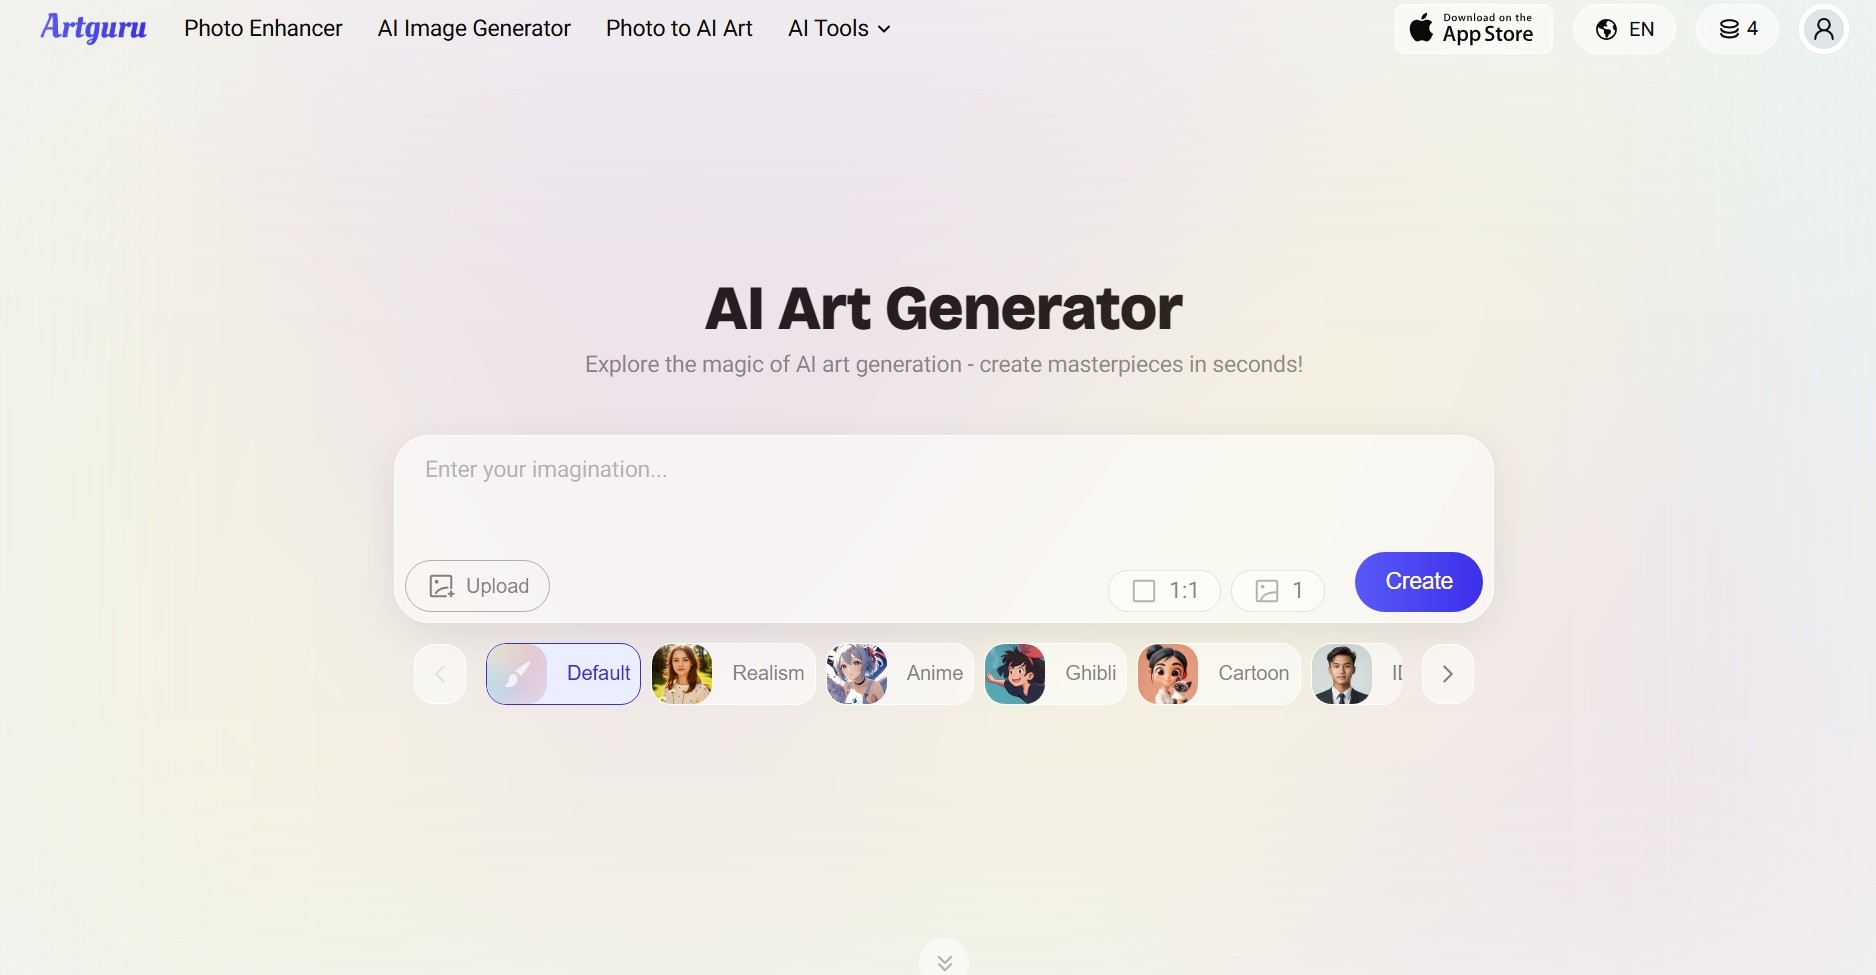 Artguru Photo Enhancer AI Image Generator Photo to AI Art AI Tools Download on the App Store EN 4
AI Art Generator
Explore the magic of AI art generation - create masterpieces in seconds!
Enter your imagination...
Upload 1:1 1 Create
Default Realism Anime Ghibli Cartoon